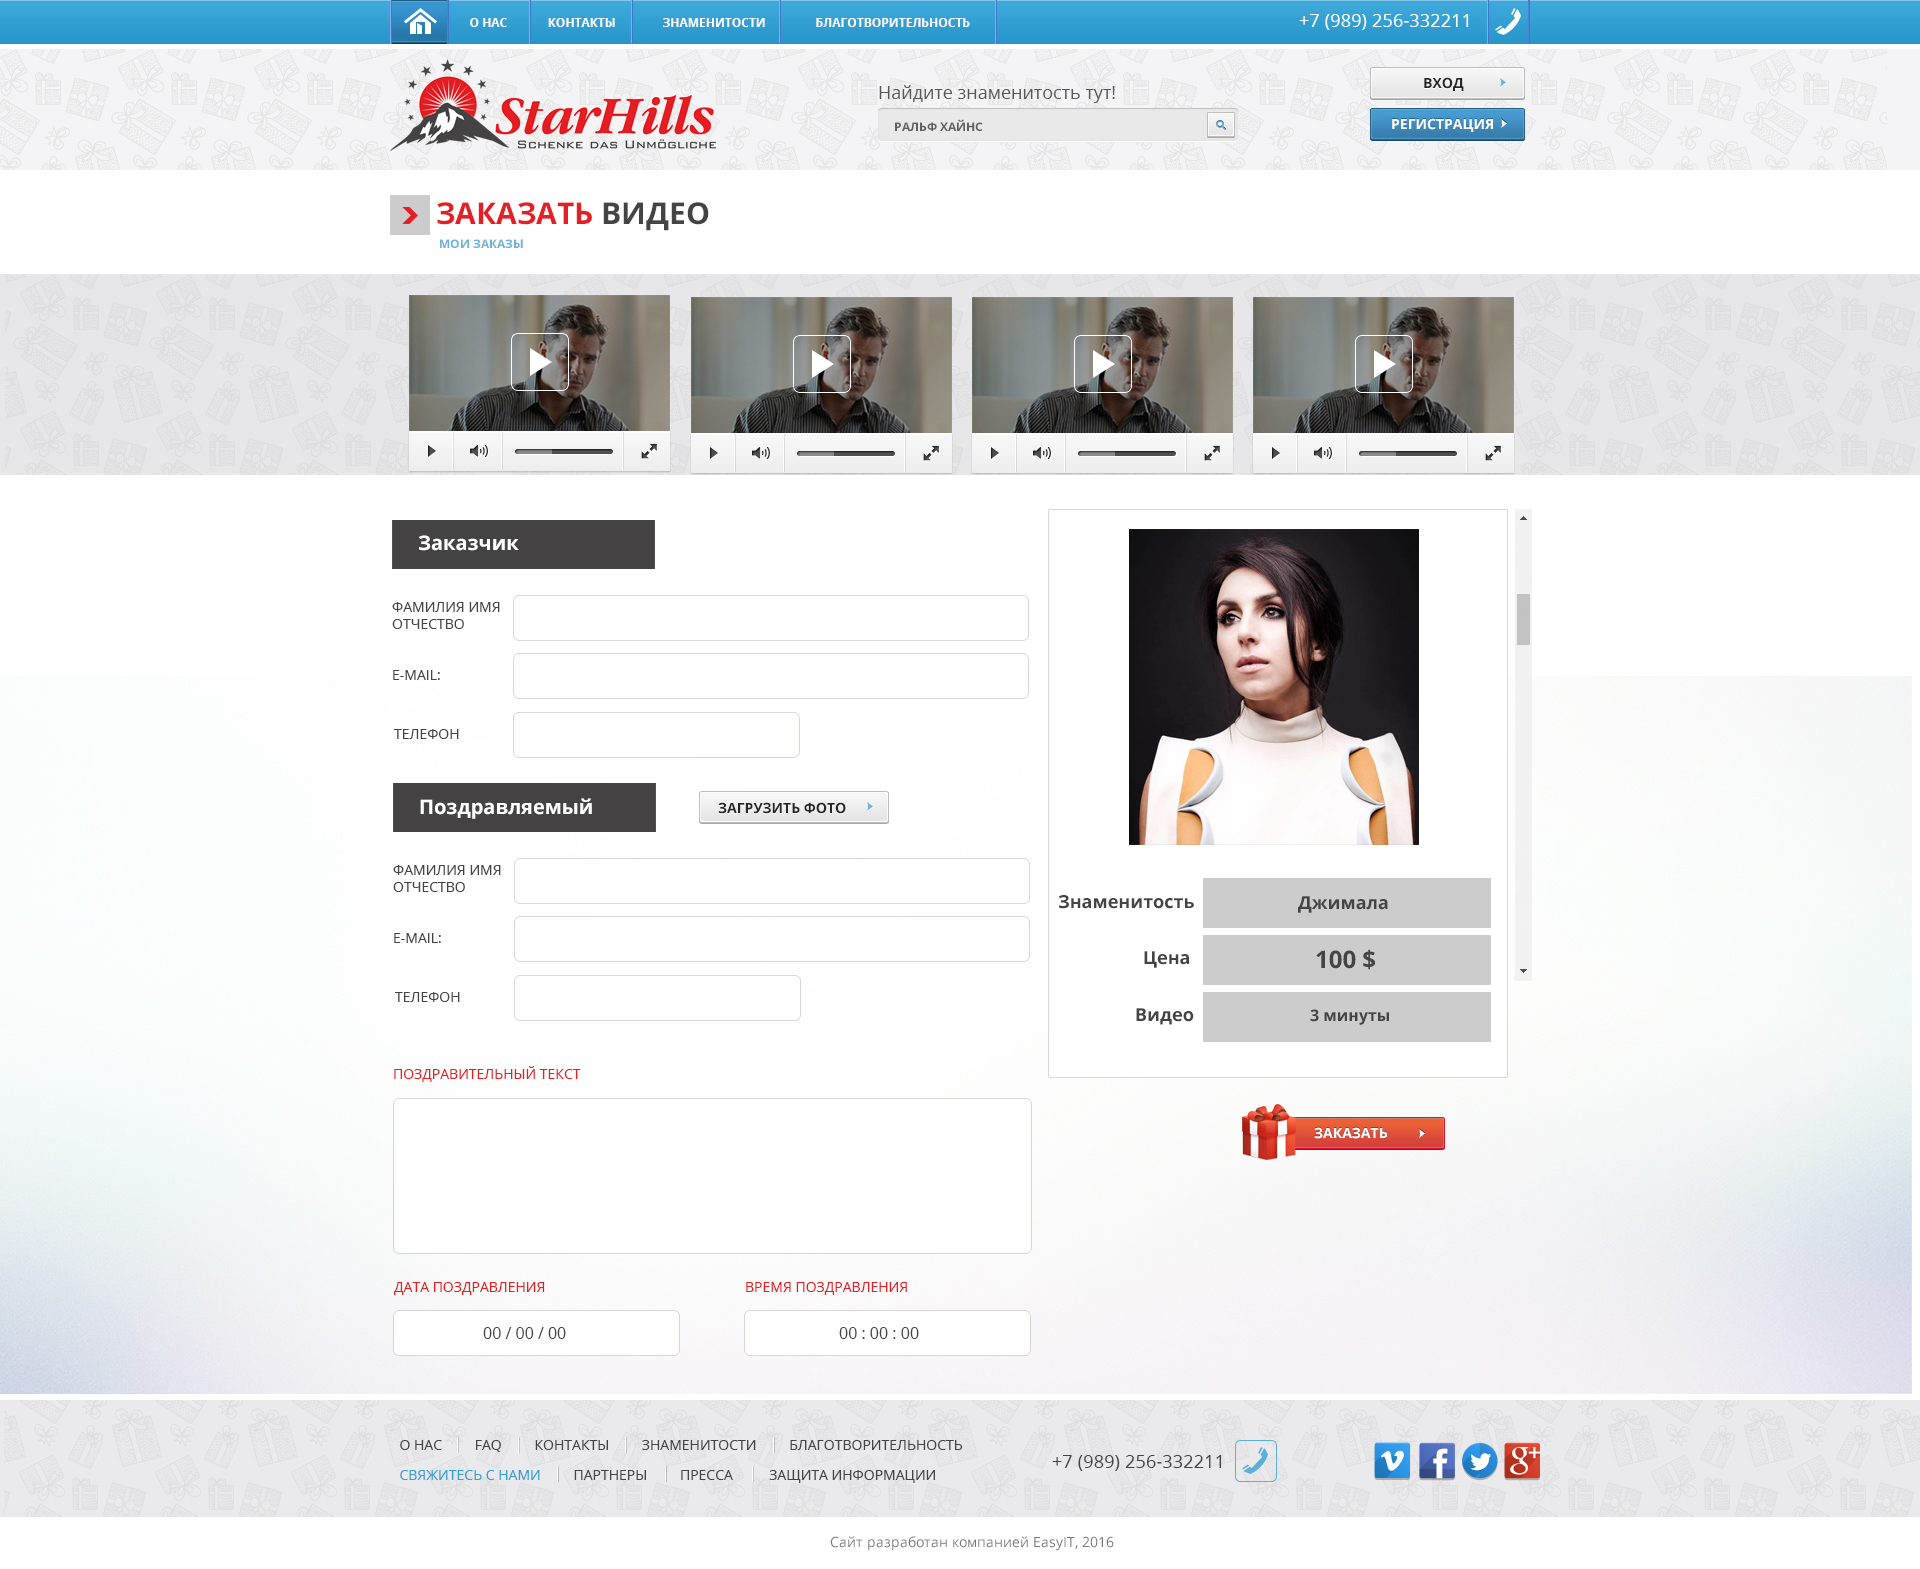 О НАС
КОНТАКТЫ
ЗНАМЕНИТОСТИ
БЛАГОТВОРИТЕЛЬНОСТЬ
+7 (989) 256-332211
StarHills
SCHENKE DAS UNMÖGLICHE
Найдите знаменитость тут!
РАЛЬФ ХАЙНС
ВХОД
РЕГИСТРАЦИЯ
ЗАКАЗАТЬ ВИДЕО
МОИ ЗАКАЗЫ
Заказчик
ФАМИЛИЯ ИМЯ
ОТЧЕСТВО
E-MAIL:
ТЕЛЕФОН
Поздравляемый
ЗАГРУЗИТЬ ФОТО
ФАМИЛИЯ ИМЯ
ОТЧЕСТВО
E-MAIL:
ТЕЛЕФОН
ПОЗДРАВИТЕЛЬНЫЙ ТЕКСТ
ДАТА ПОЗДРАВЛЕНИЯ
ВРЕМЯ ПОЗДРАВЛЕНИЯ
00 / 00 / 00
00 : 00 : 00
Знаменитость
Джимала
Цена
100 $
Видео
3 минуты
ЗАКАЗАТЬ
О НАС
FAQ
КОНТАКТЫ
ЗНАМЕНИТОСТИ
БЛАГОТВОРИТЕЛЬНОСТЬ
СВЯЖИТЕСЬ С НАМИ
ПАРТНЕРЫ
ПРЕССА
ЗАЩИТА ИНФОРМАЦИИ
+7 (989) 256-332211
Сайт разработан компанией EasyIT, 2016